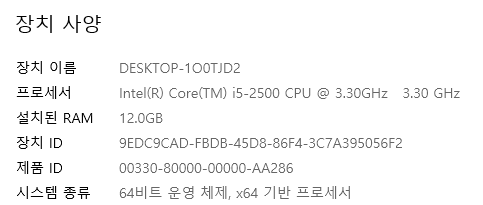 장치 사양
장치 이름 DESKTOP-1O0TJD2
프로세서 Intel(R) Core(TM) i5-2500 CPU @ 3.30GHz 3.30 GHz
설치된 RAM 12.0GB
장치 ID 9EDC9CAD-FBDB-45D8-86F4-3C7A395056F2
제품 ID 00330-80000-00000-AA286
시스템 종류 64비트 운영 체제, x64 기반 프로세서